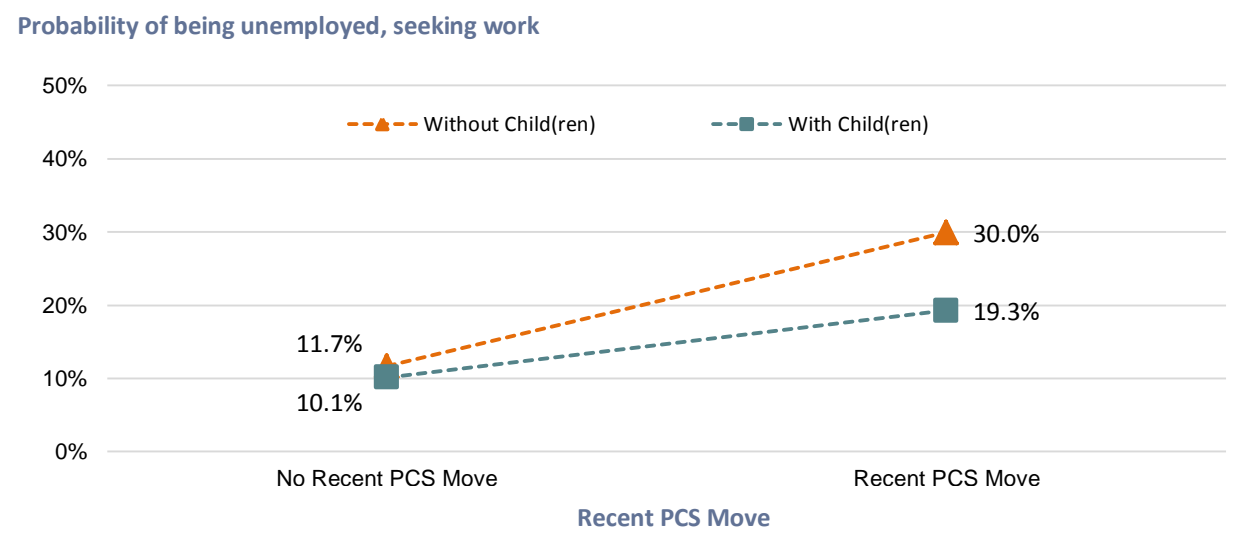 Probability of being unemployed, seeking work
50%
Without Child(ren) With Child(ren)
40%
30%
30.0%
20%
19.3%
11.7%
10%
10.1%
0%
No Recent PCS Move Recent PCS Move
Recent PCS Move